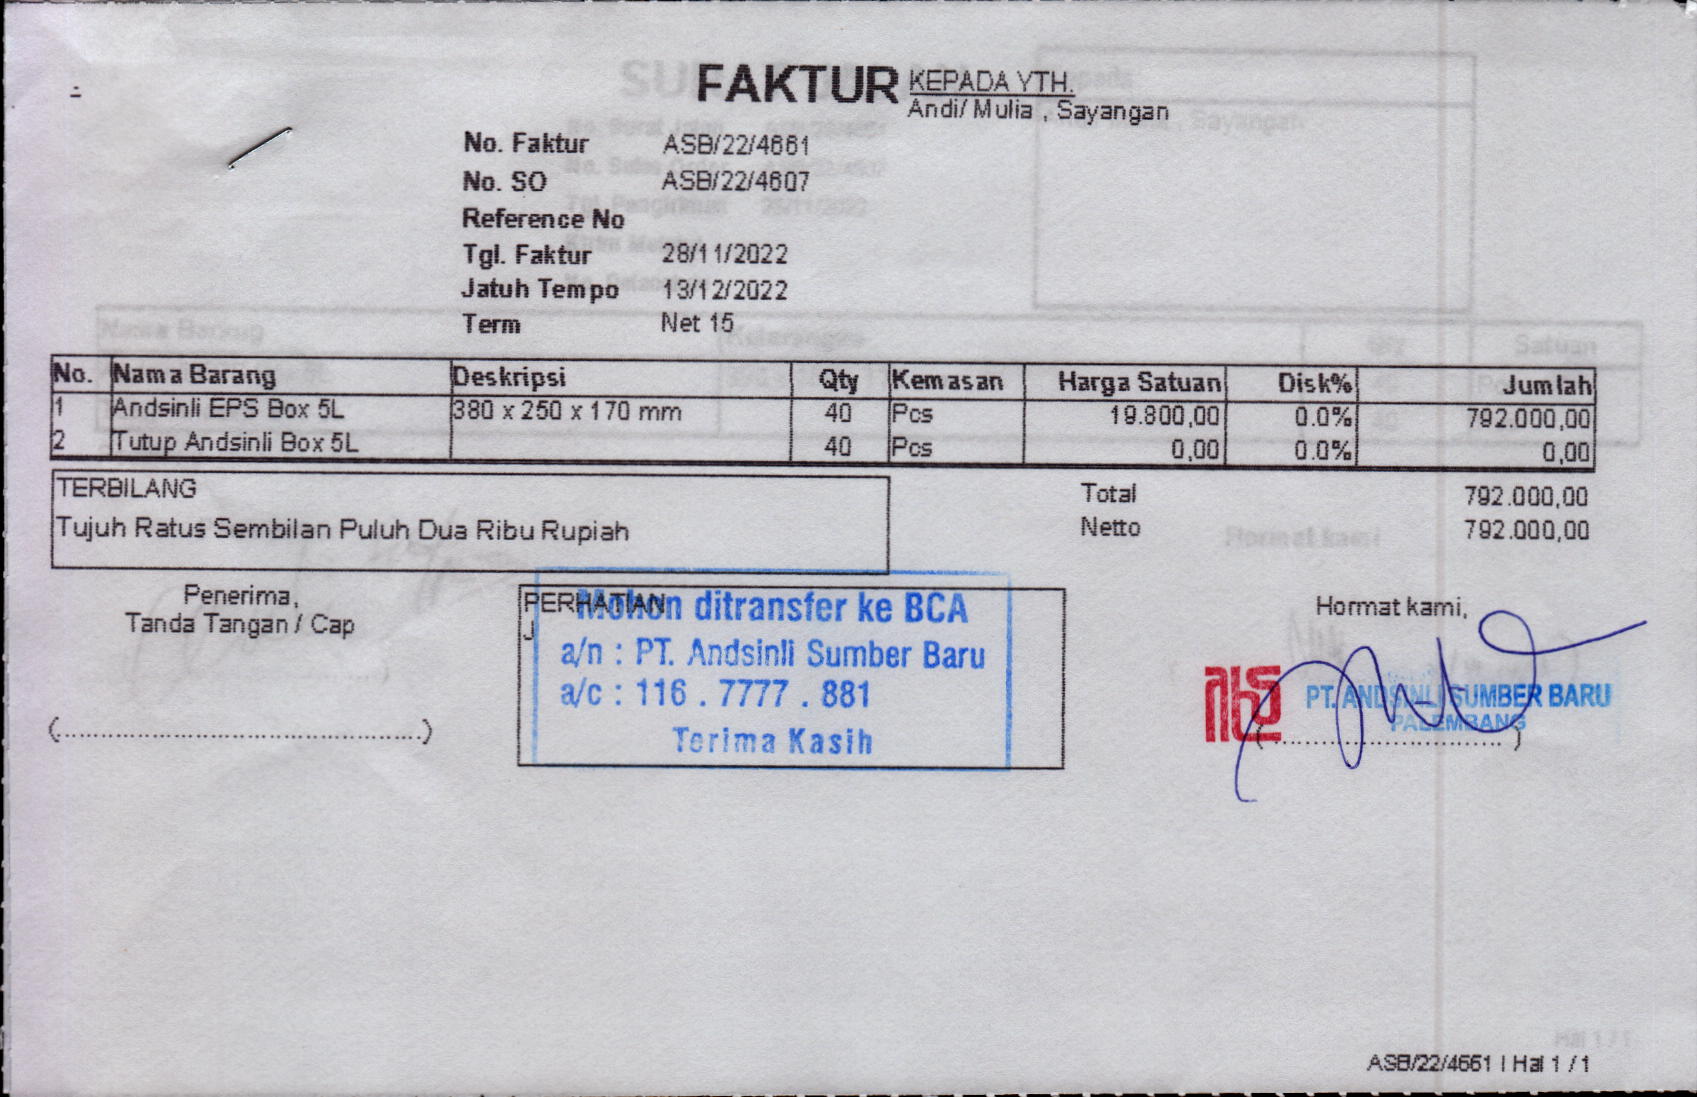 FAKTUR
KEPADA YTH.
Andi/ Mulia , Sayangan
No. Faktur ASB/22/4661
No. SO ASB/22/4607
Reference No
Tgl. Faktur 28/11/2022
Jatuh Tempo 13/12/2022
Term Net 15
No. Nama Barang Deskripsi Qty Kemasan Harga Satuan Disk% Jumlah
1 Andsinli EPS Box 5L 380 x 250 x 170 mm 40 Pcs 19.800,00 0.0% 792.000,00
2 Tutup Andsinli Box 5L 40 Pcs 0,00 0.0% 0,00
TERBILANG
Tujuh Ratus Sembilan Puluh Dua Ribu Rupiah
Total 792.000,00
Netto 792.000,00
Penerima,
Tanda Tangan / Cap
(............................................)
PERHATIAN
J
Mohon ditransfer ke BCA
a/n : PT. Andsinli Sumber Baru
a/c : 116 . 7777 . 881
Terima Kasih
Hormat kami,
PT. ANDSINLI SUMBER BARU
PALEMBANG
(..............................)
ASB/22/4661 | Hal 1 / 1